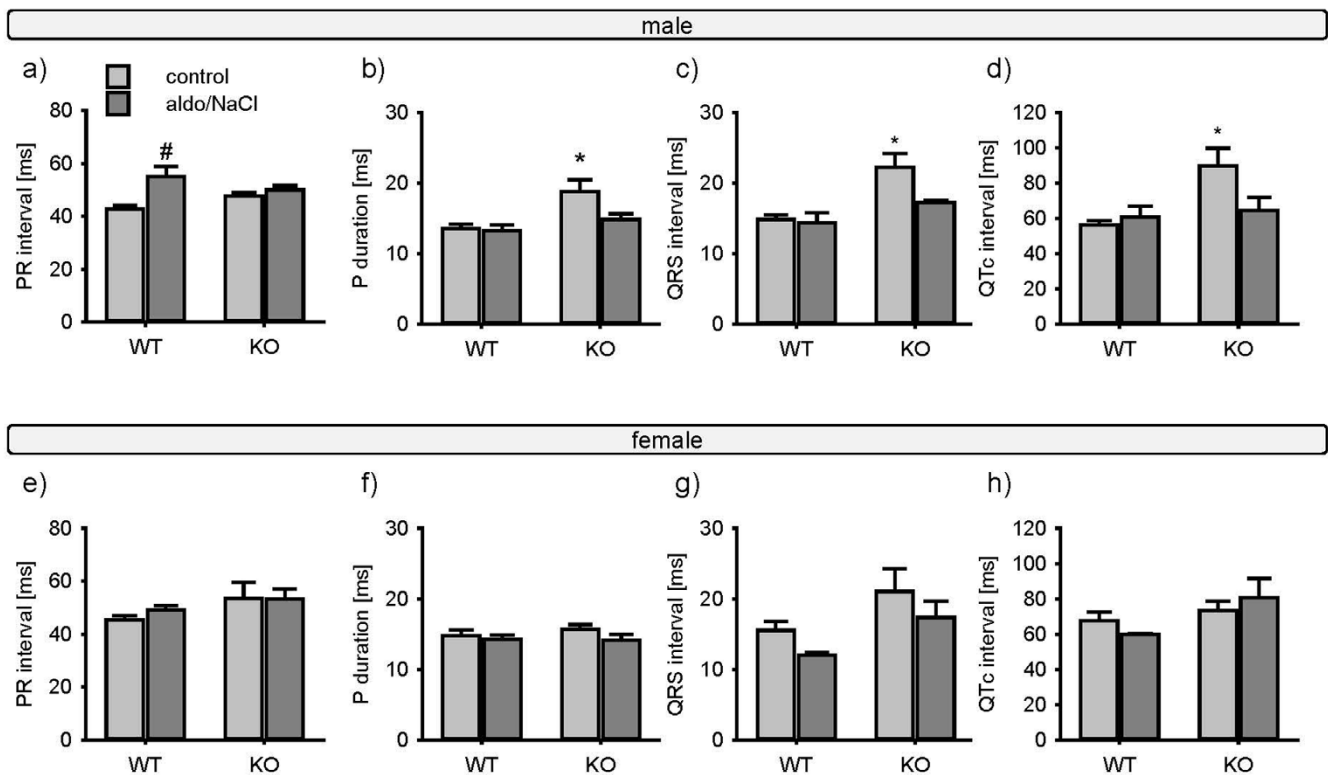 male
a)
control
aldo/NaCl
PR interval [ms]
80
60
40
20
0
#
WT
KO
b)
P duration [ms]
30
20
10
0
*
WT
KO
c)
QRS interval [ms]
30
20
10
0
*
WT
KO
d)
QTc interval [ms]
120
100
80
60
40
20
0
*
WT
KO
female
e)
PR interval [ms]
80
60
40
20
0
WT
KO
f)
P duration [ms]
30
20
10
0
WT
KO
g)
QRS interval [ms]
30
20
10
0
WT
KO
h)
QTc interval [ms]
120
100
80
60
40
20
0
WT
KO